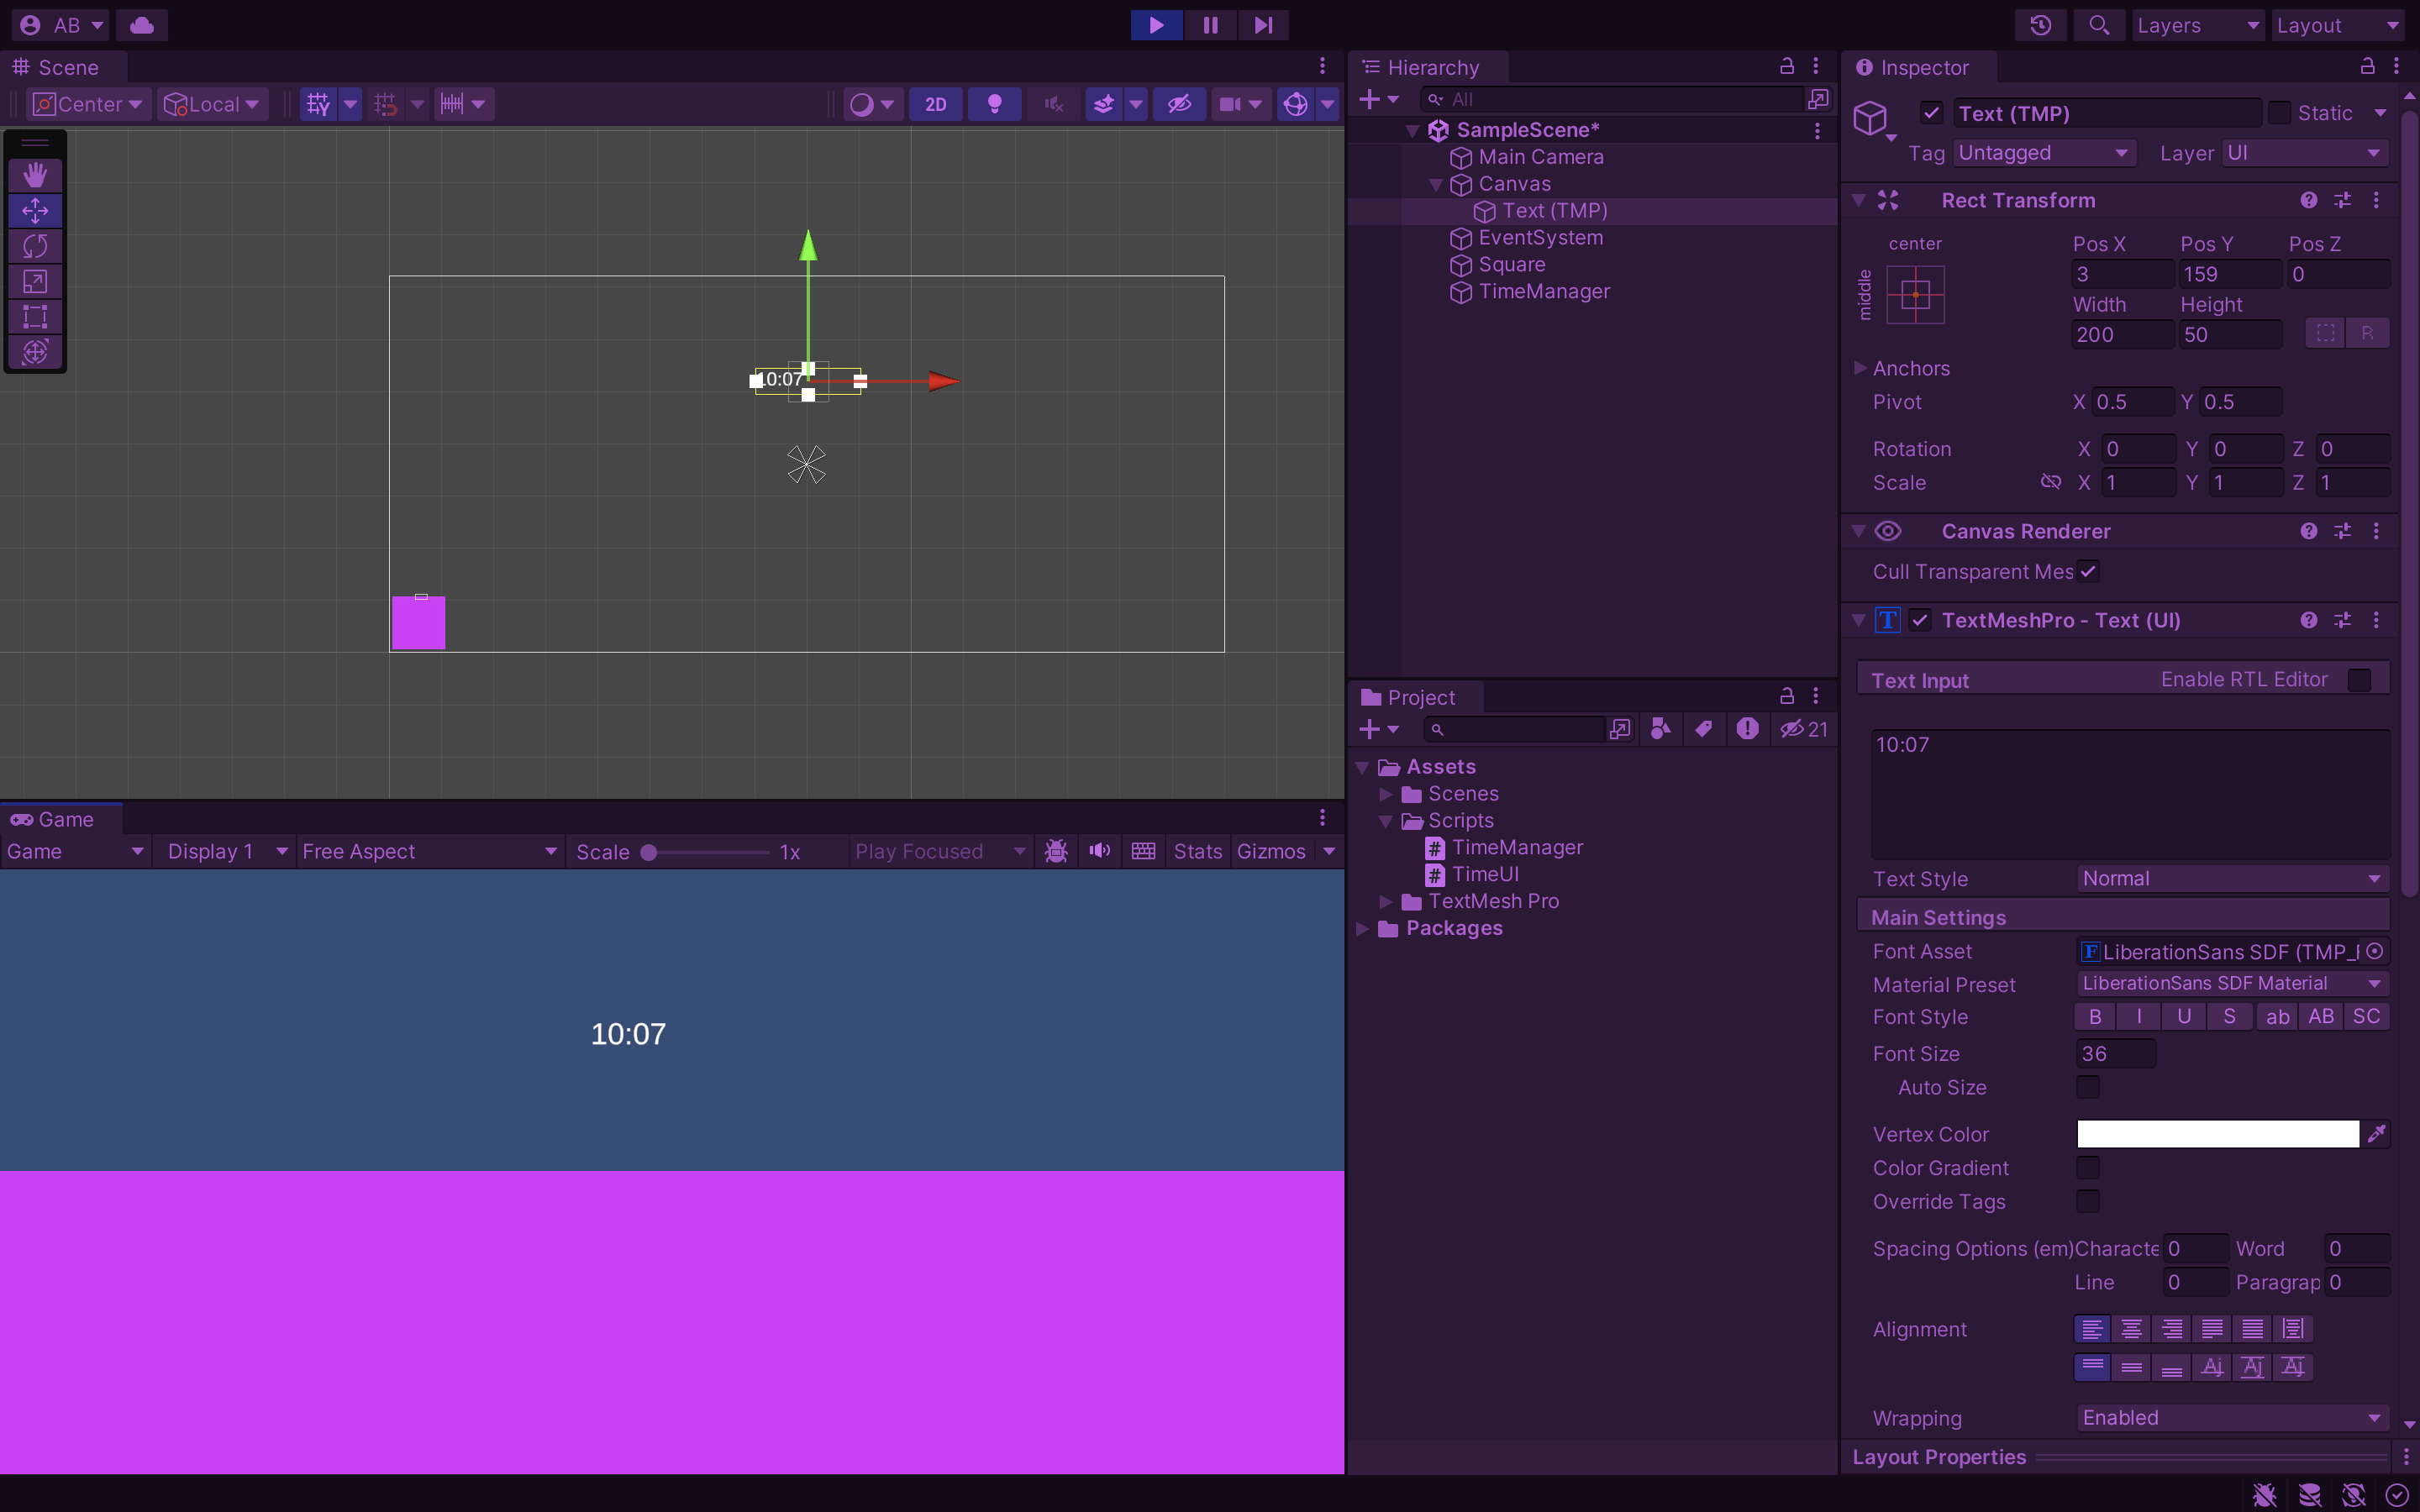 AB
Layers
Layout
Scene
Center
Local
2D
10:07
Game
Game
Display 1
Free Aspect
Scale
1x
Play Focused
Stats
Gizmos
10:07
Hierarchy
All
SampleScene*
Main Camera
Canvas
Text (TMP)
EventSystem
Square
TimeManager
Project
21
Assets
Scenes
Scripts
TimeManager
TimeUI
TextMesh Pro
Packages
Inspector
Text (TMP)
Static
Tag Untagged Layer UI
Rect Transform
center
middle
Pos X Pos Y Pos Z
3 159 0
Width Height
200 50
R
Anchors
Pivot X 0.5 Y 0.5
Rotation X 0 Y 0 Z 0
Scale X 1 Y 1 Z 1
Canvas Renderer
Cull Transparent Mes
TextMeshPro - Text (UI)
Text Input Enable RTL Editor
10:07
Text Style Normal
Main Settings
Font Asset F LiberationSans SDF (TMP_
Material Preset LiberationSans SDF Material
Font Style B I U S ab AB SC
Font Size 36
Auto Size
Vertex Color
Color Gradient
Override Tags
Spacing Options (em) Characte 0 Word 0
Line 0 Paragrap 0
Alignment
Wrapping Enabled
Layout Properties